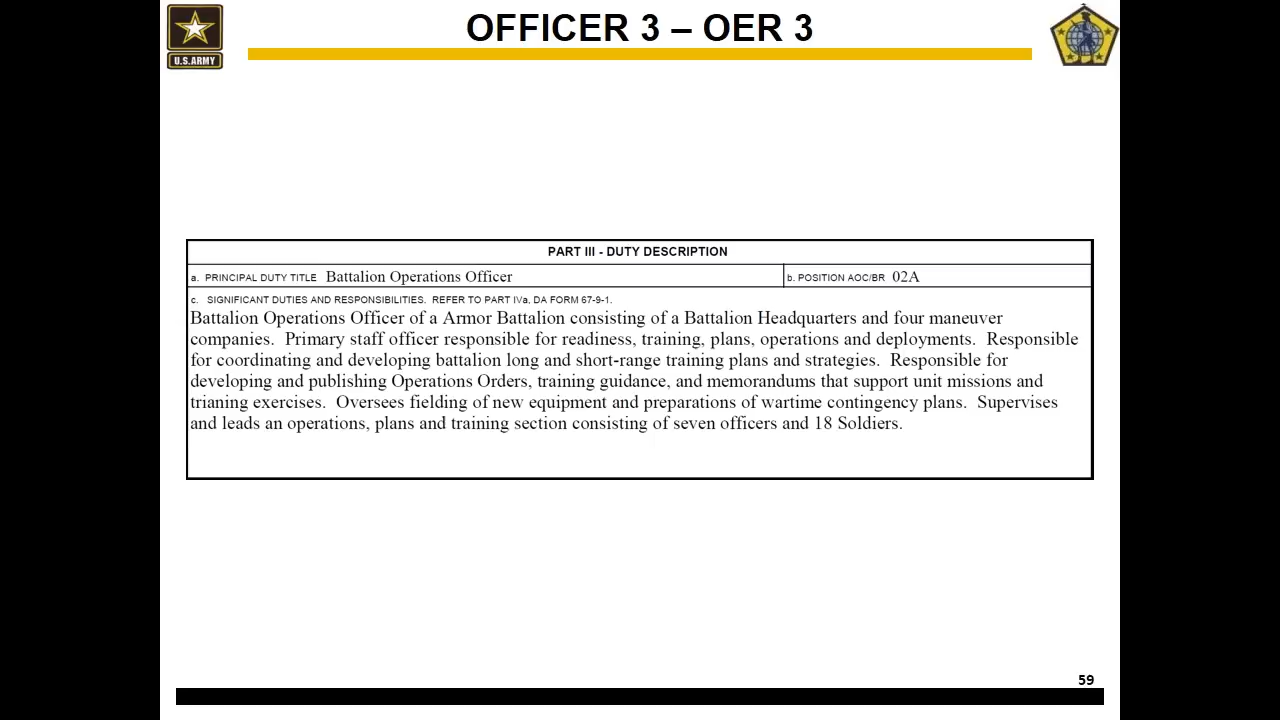 OFFICER 3 – OER 3
U.S.ARMY
PART III - DUTY DESCRIPTION
a. PRINCIPAL DUTY TITLE Battalion Operations Officer
b. POSITION AOC/BR 02A
c. SIGNIFICANT DUTIES AND RESPONSIBILITIES. REFER TO PART IVa, DA FORM 67-9-1.
Battalion Operations Officer of a Armor Battalion consisting of a Battalion Headquarters and four maneuver
companies. Primary staff officer responsible for readiness, training, plans, operations and deployments. Responsible
for coordinating and developing battalion long and short-range training plans and strategies. Responsible for
developing and publishing Operations Orders, training guidance, and memorandums that support unit missions and
trianing exercises. Oversees fielding of new equipment and preparations of wartime contingency plans. Supervises
and leads an operations, plans and training section consisting of seven officers and 18 Soldiers.
59